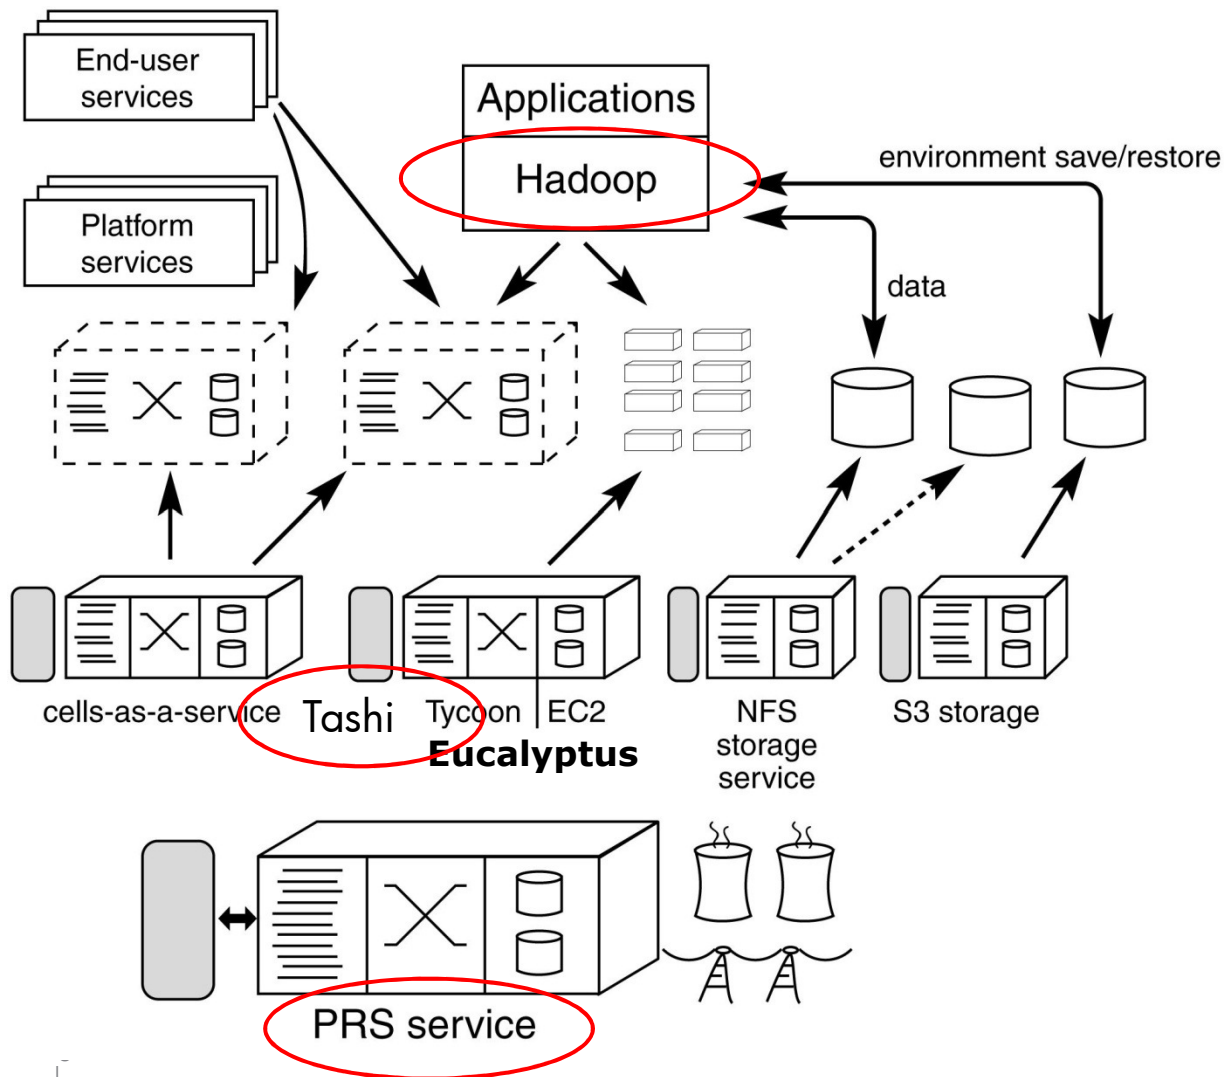 End-user
services
Applications
Hadoop
environment save/restore
Platform
services
data
cells-as-a-service
Tashi
Tycoon
EC2
Eucalyptus
NFS
storage
service
S3 storage
PRS service